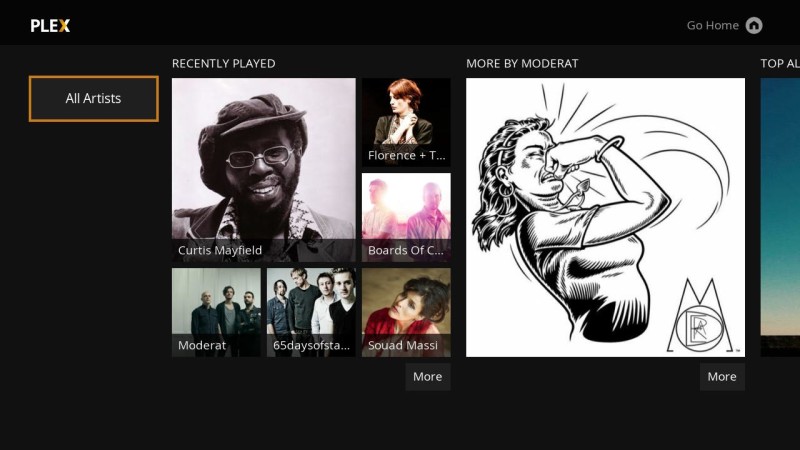 PLEX
Go Home
All Artists
RECENTLY PLAYED
Curtis Mayfield
Florence + T...
Boards Of C...
Moderat
65daysofsta...
Souad Massi
More
MORE BY MODERAT
More
TOP AL